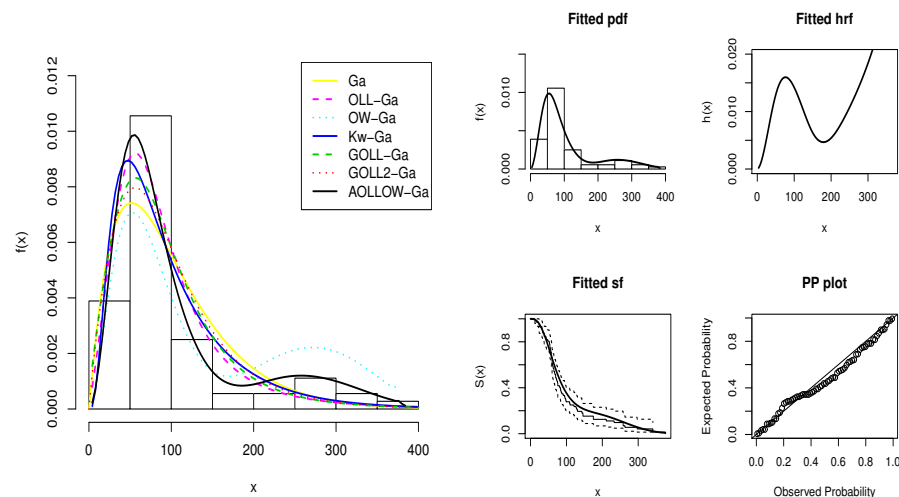 f(x)
0.000
0.002
0.004
0.006
0.008
0.010
0.012
Ga
OLL−Ga
OW−Ga
Kw−Ga
GOLL−Ga
GOLL2−Ga
AOLLOW−Ga
0 100 200 300 400
x
Fitted pdf
f(x)
0.000 0.010
0 100 200 300 400
x
Fitted hrf
h(x)
0.000 0.005 0.010 0.020
0 100 200 300
x
Fitted sf
S(x)
0.0 0.4 0.8
0 100 200 300
x
PP plot
Expected Probability
0.0 0.4 0.8
0.0 0.2 0.4 0.6 0.8 1.0
Observed Probability